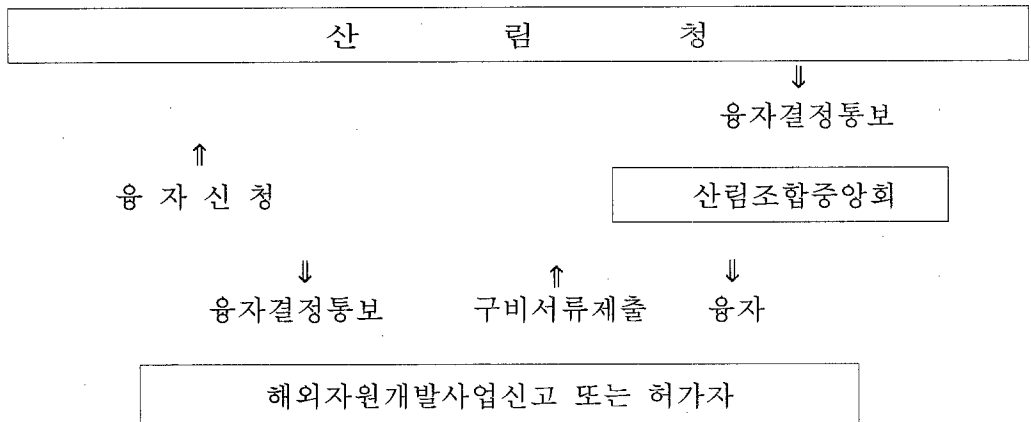 산 림 청
⇓
융자결정통보
⇑
융 자 신 청
산림조합중앙회
⇓ ⇑ ⇓
융자결정통보 구비서류제출 융자
해외자원개발사업신고 또는 허가자